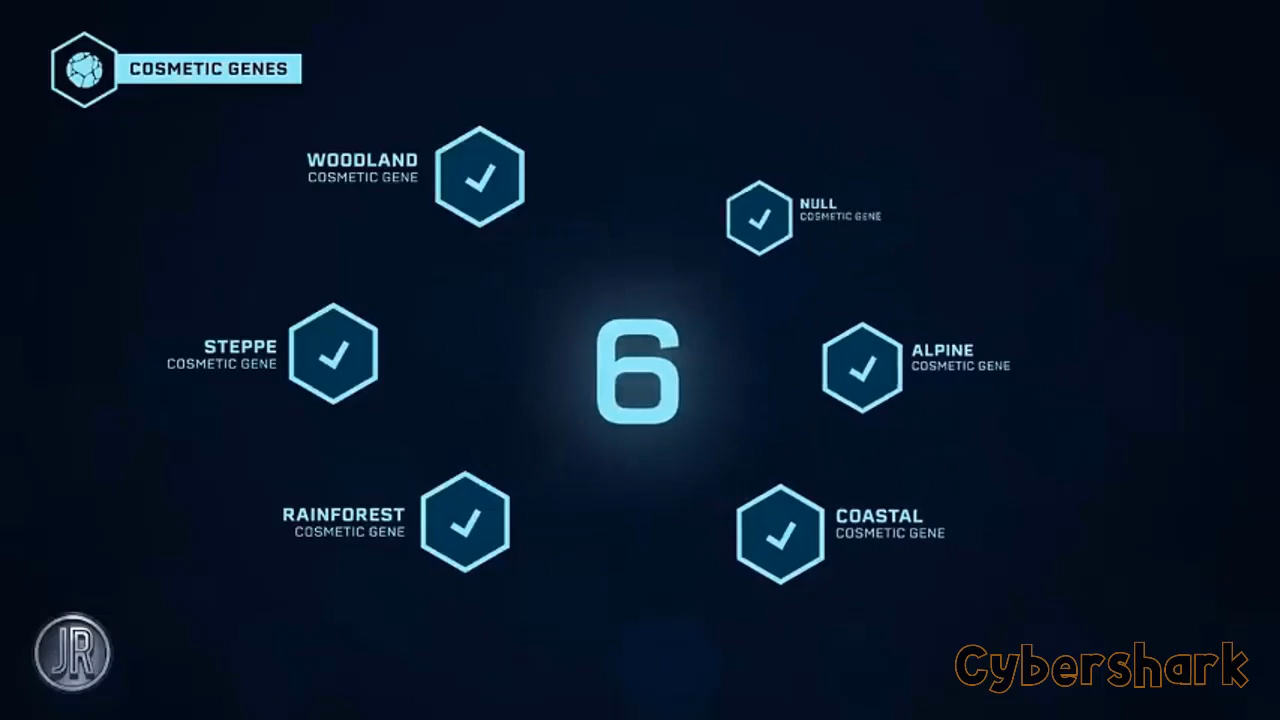 COSMETIC GENES
WOODLAND
COSMETIC GENE
NULL
COSMETIC GENE
STEPPE
COSMETIC GENE
6
ALPINE
COSMETIC GENE
RAINFOREST
COSMETIC GENE
COASTAL
COSMETIC GENE
JR
Cybershark